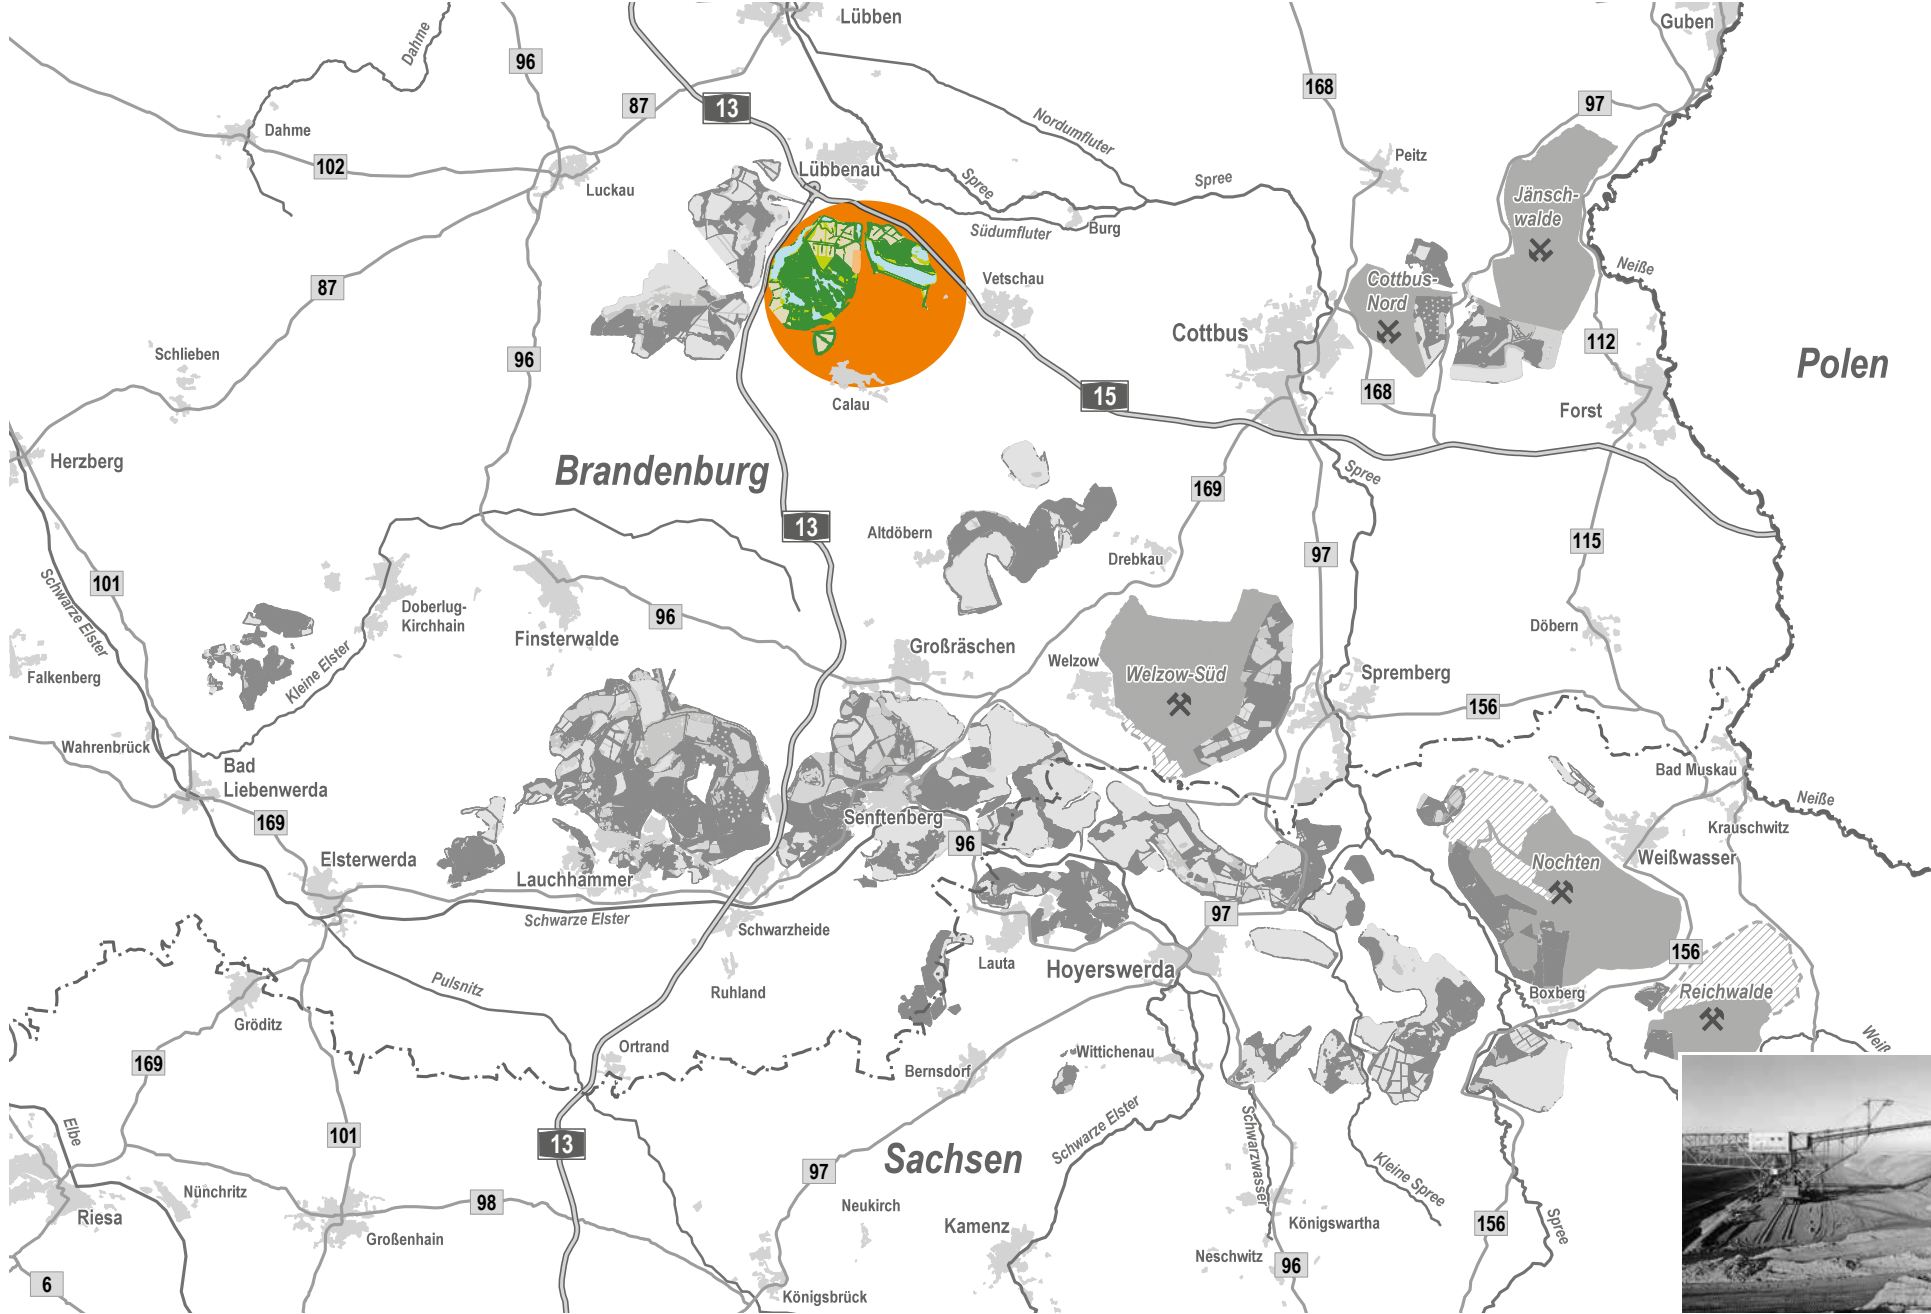 Lübben
Guben
Dahme
96
87
13
168
97
Nordumfluter
Dahme
102
Luckau
Lübbenau
Spree
Spree
Peitz
Jänsch-
walde
Burg
Südumfluter
Neiße
Cottbus-
Nord
87
Vetschau
Cottbus
112
Polen
Schlieben
96
Calau
15
168
Forst
Herzberg
Brandenburg
Spree
169
13
Altdöbern
Drebkau
97
115
101
Schwarze Elster
Doberlug-
Kirchhain
Finsterwalde
96
Döbern
Großräschen
Welzow
Welzow-Süd
Spremberg
Falkenberg
Kleine Elster
156
Wahrenbrück
Bad
Liebenwerda
Bad Muskau
Neiße
169
Senftenberg
96
Krauschwitz
Weißwasser
Nochten
Elsterwerda
Lauchhammer
Schwarze Elster
Schwarzheide
97
156
Lauta
Hoyerswerda
Pulsnitz
Ruhland
Boxberg
Reichwalde
Gröditz
169
Ortrand
Bernsdorf
Wittichenau
Weiß
Elbe
101
13
Sachsen
Schwarze Elster
Schwarzwasser
Kleine Spree
97
Nünchritz
98
Riesa
Großenhain
Neukirch
Kamenz
Königswartha
156
Spree
Neschwitz
96
6
Königsbrück